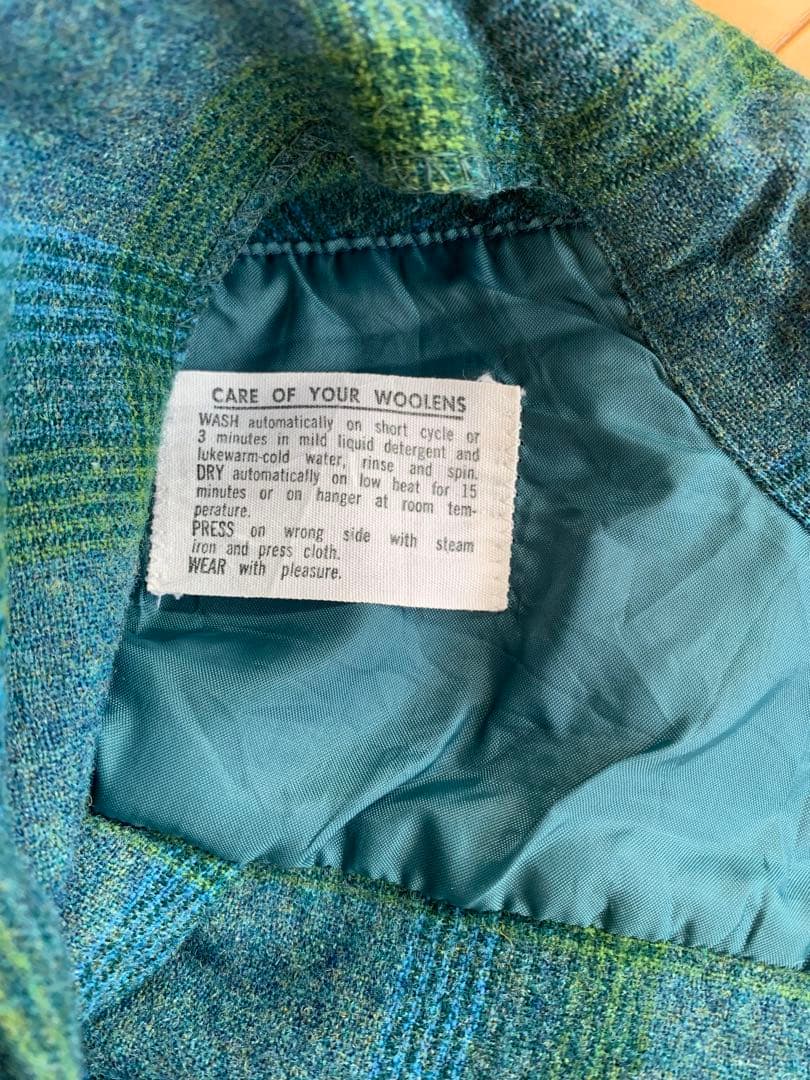 CARE OF YOUR WOOLENS
WASH automatically on short cycle or
3 minutes in mild liquid detergent and
lukewarm-cold water, rinse and spin.
DRY automatically on low heat for 15
minutes or on hanger at room tem-
perature.
PRESS on wrong side with steam
iron and press cloth.
WEAR with pleasure.